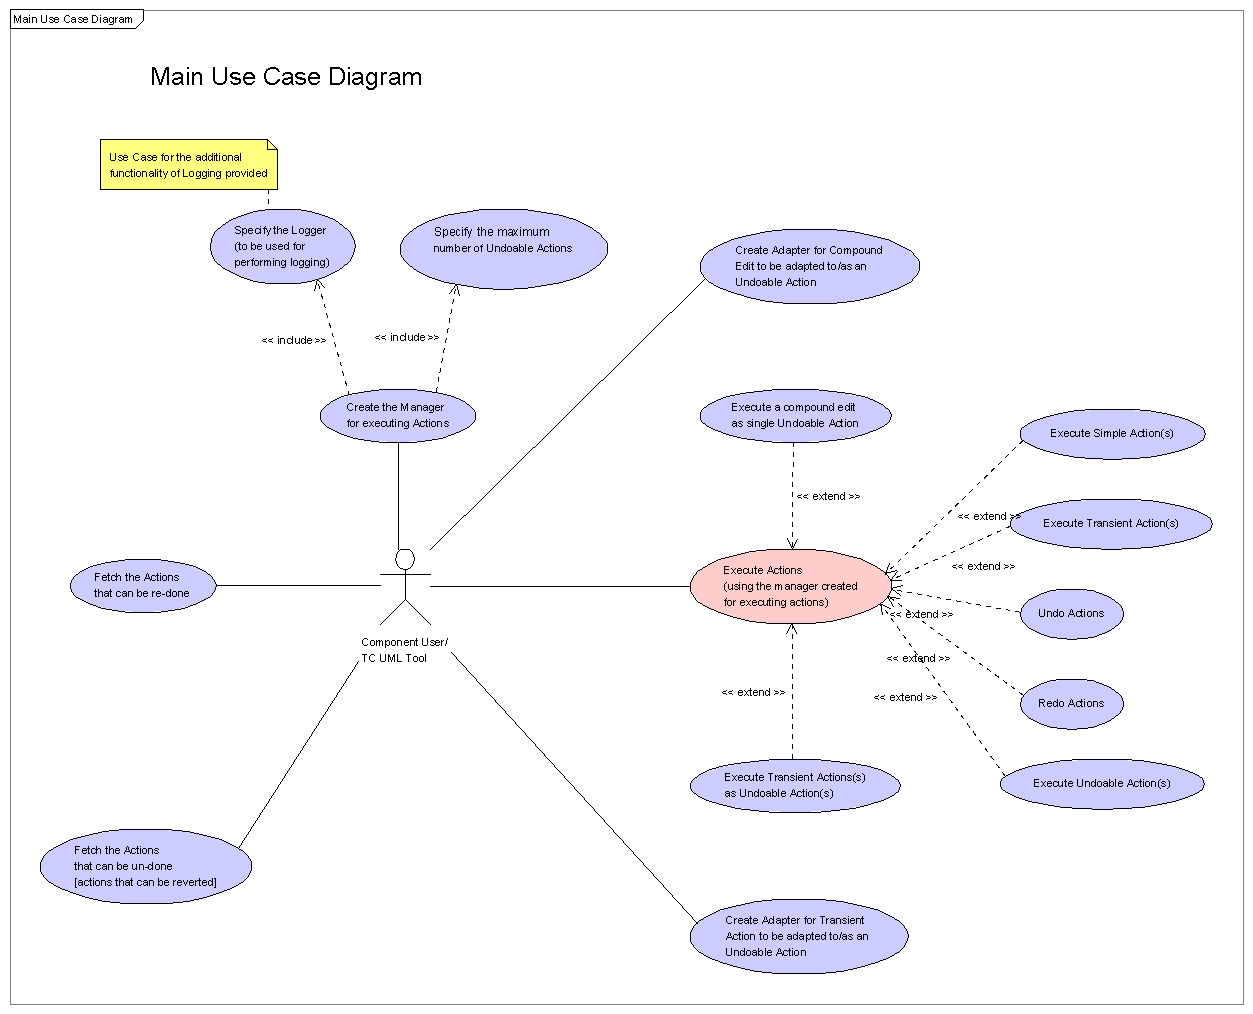 Main Use Case Diagram
Main Use Case Diagram
Use Case for the additional
functionality of Logging provided
Specify the Logger
(to be used for
performing logging)
Specify the maximum
number of Undoable Actions
Create Adapter for Compound
Edit to be adapted to/as an
Undoable Action
<< include >>
<< include >>
Create the Manager
for executing Actions
Execute a compound edit
as single Undoable Action
Execute Simple Action(s)
<< extend >>
<< extend >>
Execute Transient Action(s)
<< extend >>
Fetch the Actions
that can be re-done
Execute Actions
(using the manager created
for executing actions)
<< extend >>
Undo Actions
Component User/
TC UML Tool
<< extend >>
<< extend >>
<< extend >>
Redo Actions
Execute Transient Actions(s)
as Undoable Action(s)
Execute Undoable Action(s)
Fetch the Actions
that can be un-done
[actions that can be reverted]
Create Adapter for Transient
Action to be adapted to/as an
Undoable Action